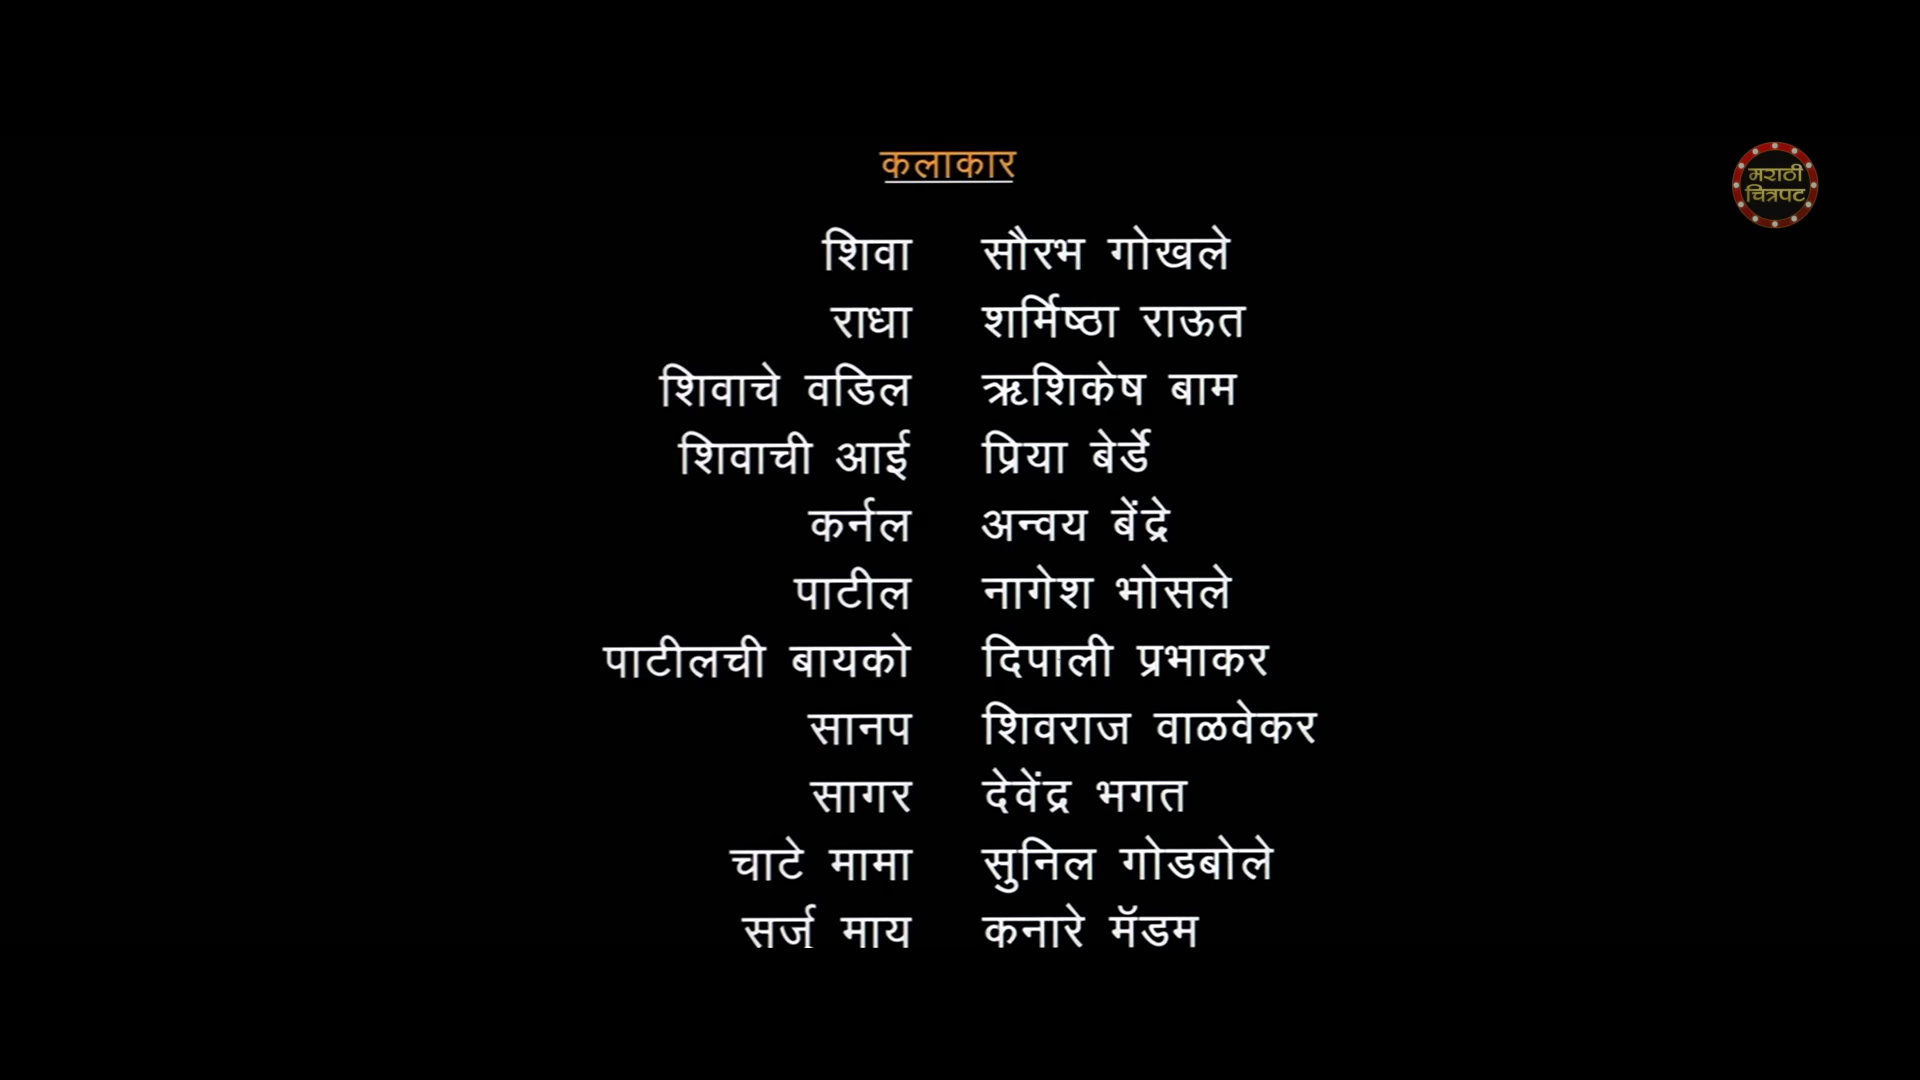 कलाकार
मराठी
चित्रपट
शिवा सौरभ गोखले
राधा शर्मिष्ठा राऊत
शिवाचे वडिल ऋशिकेष बाम
शिवाची आई प्रिया बेर्डे
कर्नल अन्वय बेंद्रे
पाटील नागेश भोसले
पाटीलची बायको दिपाली प्रभाकर
सानप शिवराज वाळवेकर
सागर देवेंद्र भगत
चाटे मामा सुनिल गोडबोले
माय कनारे मॅडम